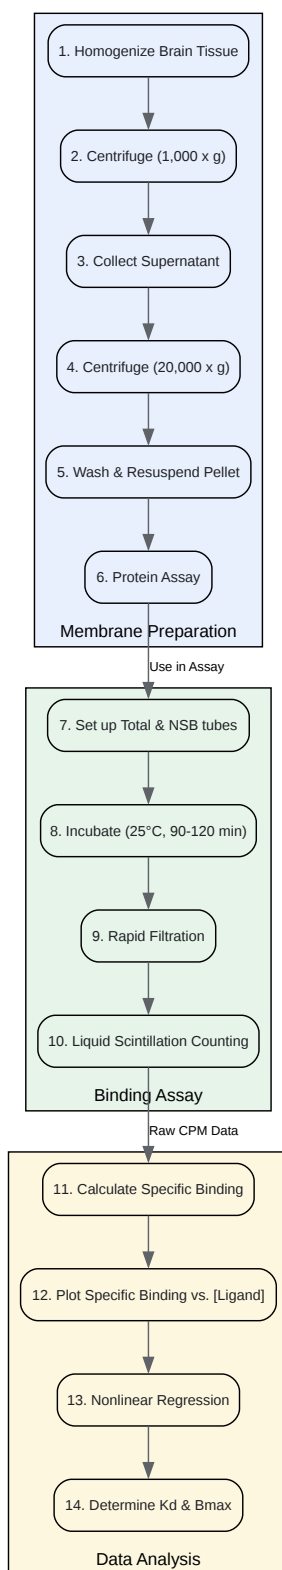 1. Homogenize Brain Tissue
2. Centrifuge (1,000 x g)
3. Collect Supernatant
4. Centrifuge (20,000 x g)
5. Wash & Resuspend Pellet
6. Protein Assay
Membrane Preparation
Use in Assay
7. Set up Total & NSB tubes
8. Incubate (25°C, 90-120 min)
9. Rapid Filtration
10. Liquid Scintillation Counting
Binding Assay
Raw CPM Data
11. Calculate Specific Binding
12. Plot Specific Binding vs. [Ligand]
13. Nonlinear Regression
14. Determine Kd & Bmax
Data Analysis